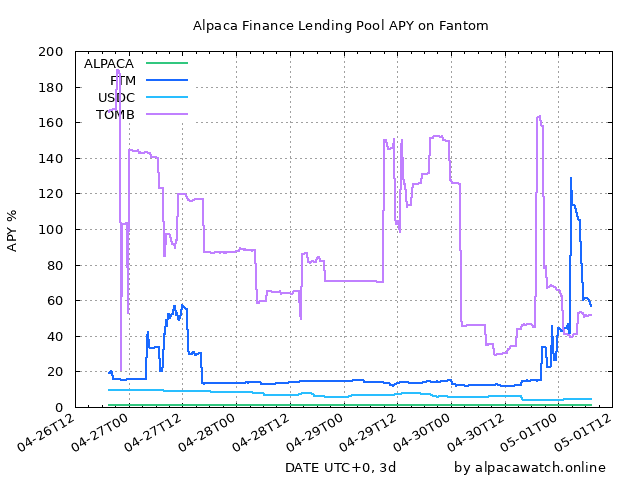 Alpaca Finance Lending Pool APY on Fantom
200
180
160
140
120
100
80
60
40
20
0
APY %
ALPACA
FTM
USDC
TOMB
04-26T12
04-27T00
04-27T12
04-28T00
04-28T12
04-29T00
04-29T12
04-30T00
04-30T12
05-01T00
05-01T12
DATE UTC+0, 3d
by alpacawatch.online